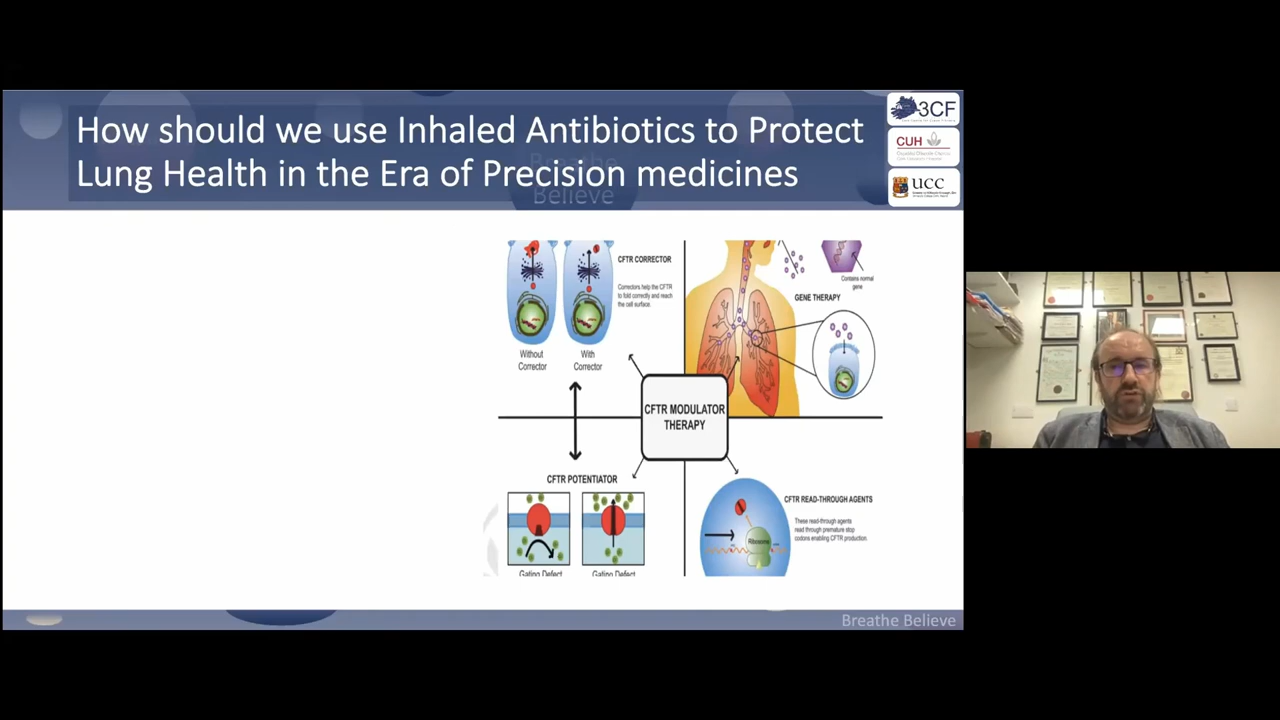 How should we use Inhaled Antibiotics to Protect
Lung Health in the Era of Precision medicines
Breathe
Believe
3CF
CUH
UCC
CFTR CORRECTOR
Correctors help the CFTR
to fold correctly and reach
the cell surface.
Without
Corrector
With
Corrector
Contains normal
gene
GENE THERAPY
CFTR MODULATOR
THERAPY
CFTR POTENTIATOR
Gating Defect
Gating Defect
CFTR READ-THROUGH AGENTS
These read-through agents
read through premature stop
codons enabling CFTR production.
Ribosome
Breathe Believe